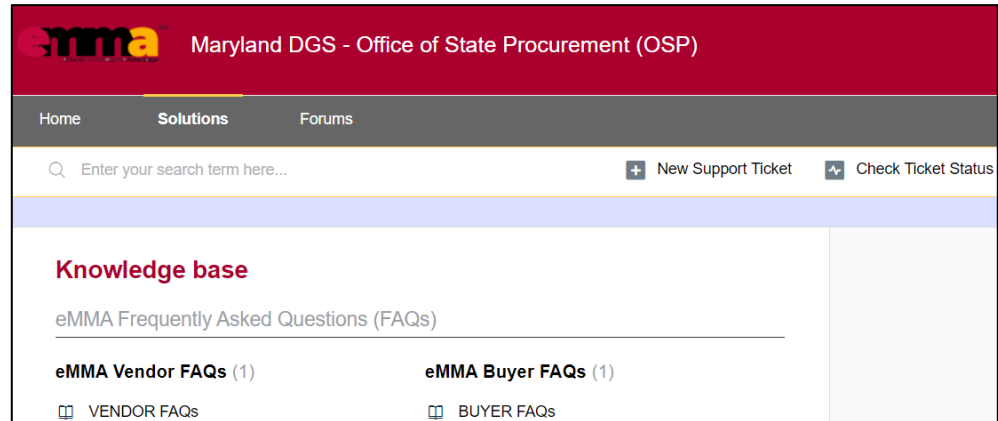 emma Maryland DGS - Office of State Procurement (OSP)
Home Solutions Forums
Enter your search term here... New Support Ticket Check Ticket Status
Knowledge base
eMMA Frequently Asked Questions (FAQs)
eMMA Vendor FAQs (1) eMMA Buyer FAQs (1)
VENDOR FAQs BUYER FAQs